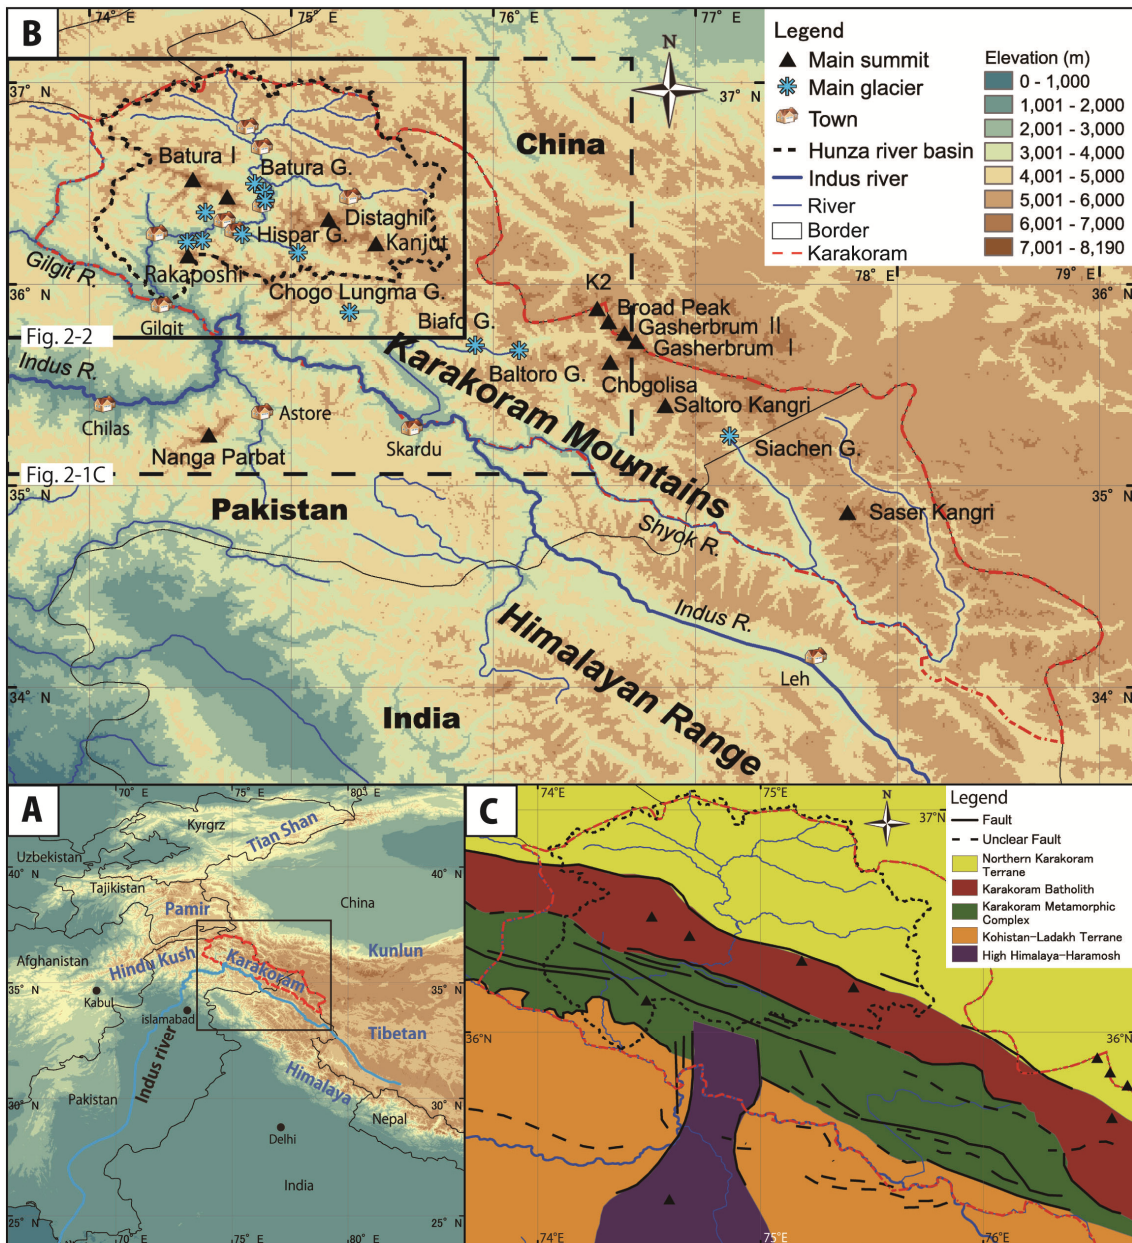 B
74° E
75° E
76° E
77° E
N
37° N
37° N
China
Legend
Main summit
Main glacier
Town
Hunza river basin
Indus river
River
Border
Karakoram
Elevation (m)
0 - 1,000
1,001 - 2,000
2,001 - 3,000
3,001 - 4,000
4,001 - 5,000
5,001 - 6,000
6,001 - 7,000
7,001 - 8,190
78° E
79° E
Batura I
Batura G.
Distaghil
Hispar G.
Kanjut
Rakaposhi
Gilgit R.
Gilgit
Chogo Lungma G.
36° N
36° N
K2
Broad Peak
Gasherbrum II
Gasherbrum I
Biafo G.
Baltoro G.
Chogolisa
Saltoro Kangri
Fig. 2-2
Indus R.
Karakoram Mountains
Chilas
Astore
Skardu
Nanga Parbat
Siachen G.
Fig. 2-1C
35° N
35° N
Pakistan
Saser Kangri
Shyok R.
Indus R.
Himalayan Range
Leh
34° N
34° N
India
A
70° E
75° E
80°
Kyrgrz
Tian Shan
Uzbekistan
40° N
40° N
Tajikistan
Pamir
China
Afghanistan
Hindu Kush
Karakoram
Kunlun
35° N
35° N
Kabul
islamabad
Tibetan
Indus river
Himalaya
Pakistan
30° N
30° N
Nepal
Delhi
India
25° N
25° N
70° E
75° E
80° E
C
74°E
75°E
N
37°N
Legend
Fault
Unclear Fault
Northern Karakoram
Terrane
Karakoram Batholith
Karakoram Metamorphic
Complex
Kohistan-Ladakh Terrane
High Himalaya-Haramosh
36°N
36°N
74°E
75°E
76°E